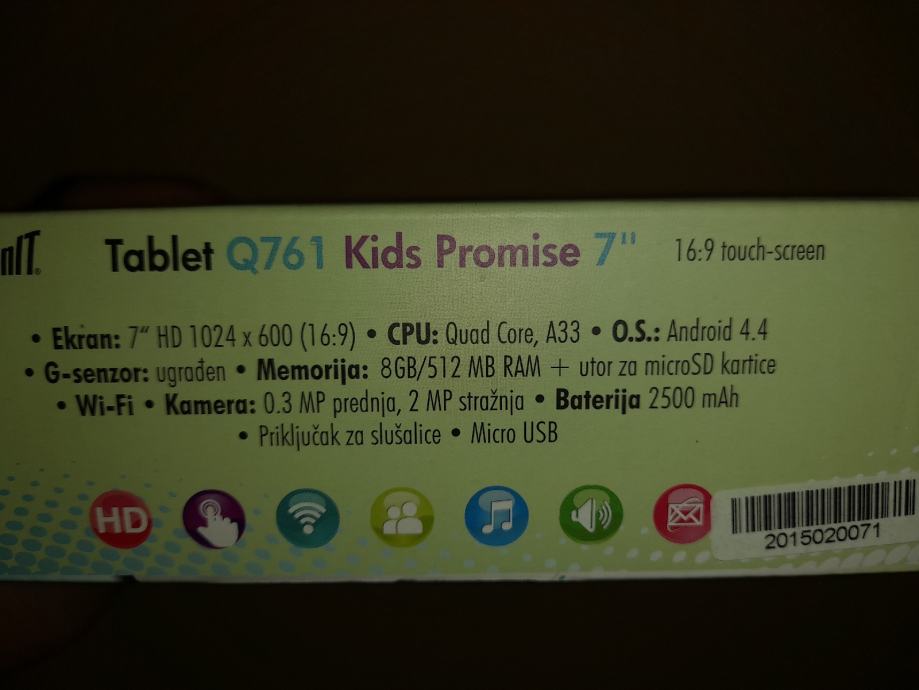 Tablet Q761 Kids Promise 7" 16:9 touch-screen
• Ekran: 7“ HD 1024 x 600 (16:9) • CPU: Quad Core, A33 • O.S.: Android 4.4
• G-senzor: ugrađen • Memorija: 8GB/512 MB RAM + utor za microSD kartice
• Wi-Fi • Kamera: 0.3 MP prednja, 2 MP stražnja • Baterija 2500 mAh
• Priključak za slušalice • Micro USB
HD
2015020071